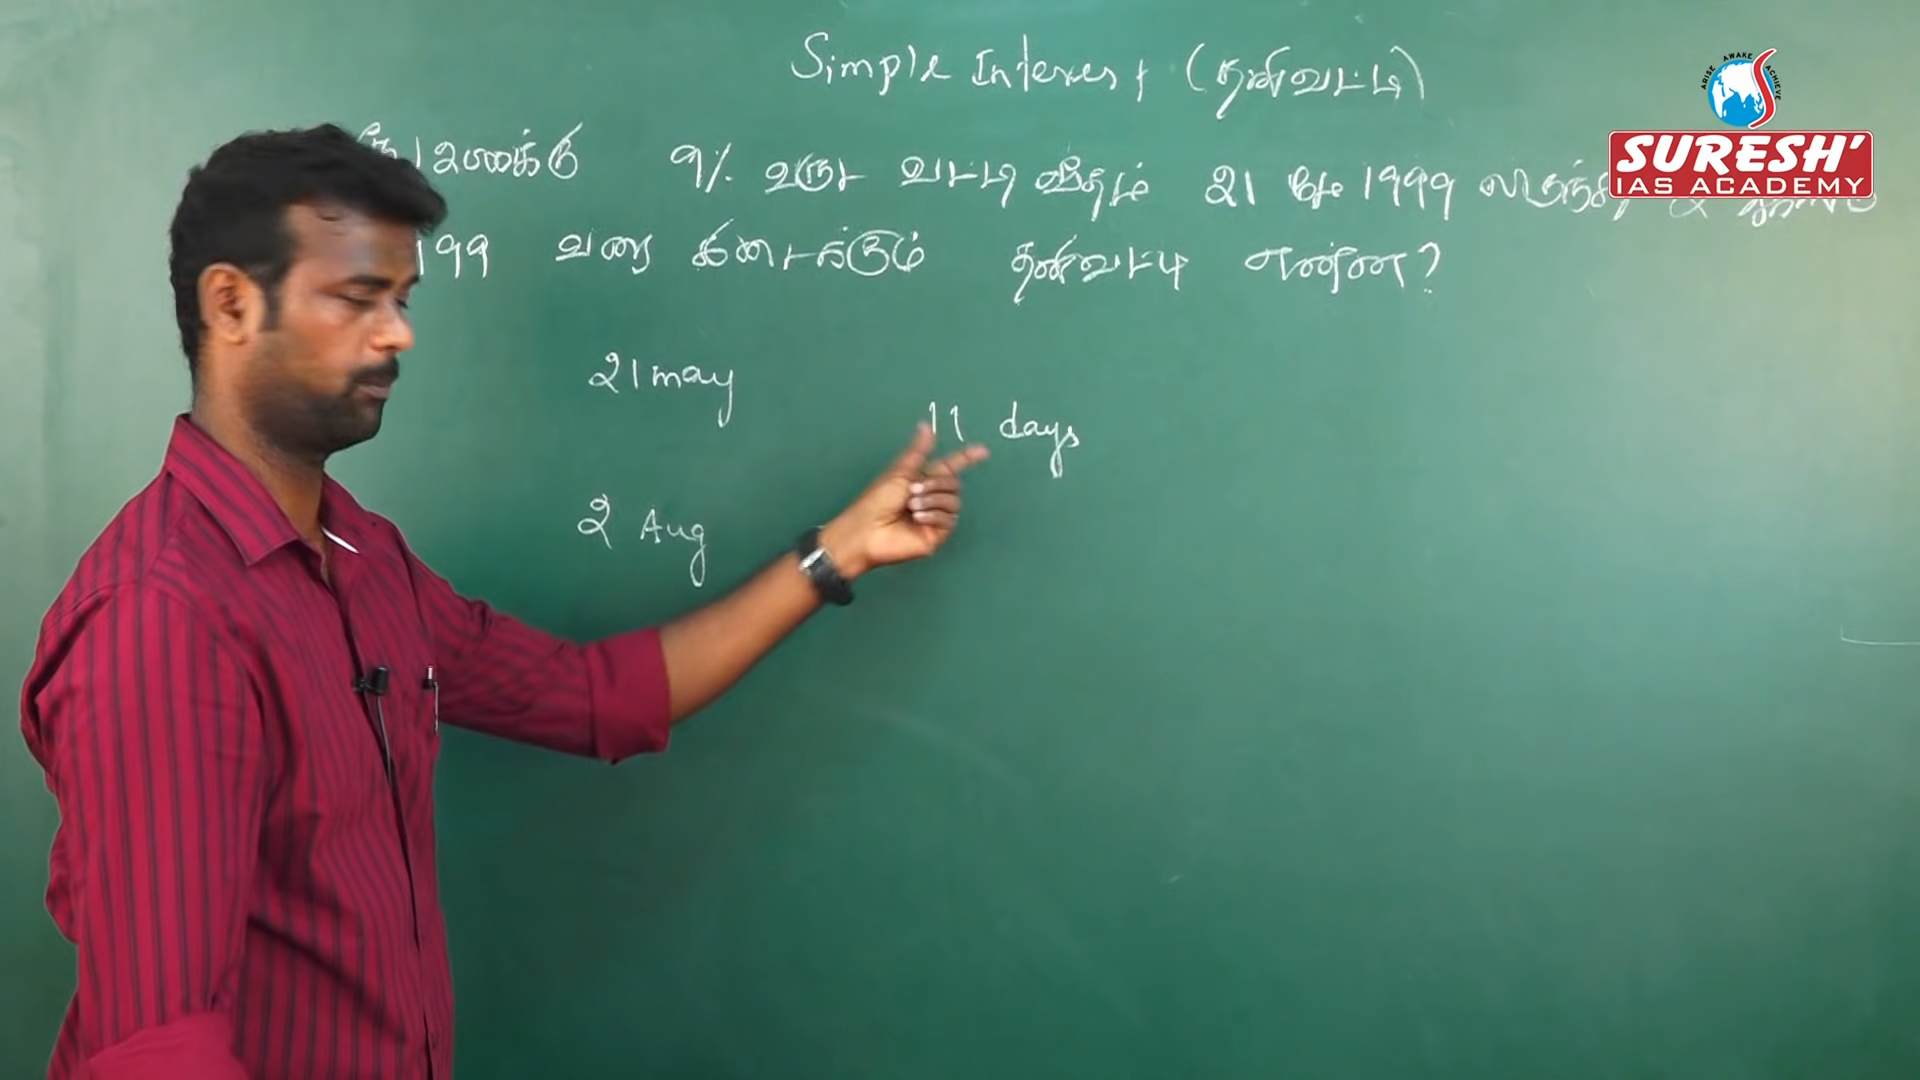 Simple Interest (தனிவட்டி)
9% வருட வட்டி வீதம் 21 மே 1999 லிருந்து 2
199 வரை கிடைக்கும் தனிவட்டி என்ன?
21 may
11 days
2 Aug
ARISE AWAKE ACHIEVE
SURESH'
IAS ACADEMY